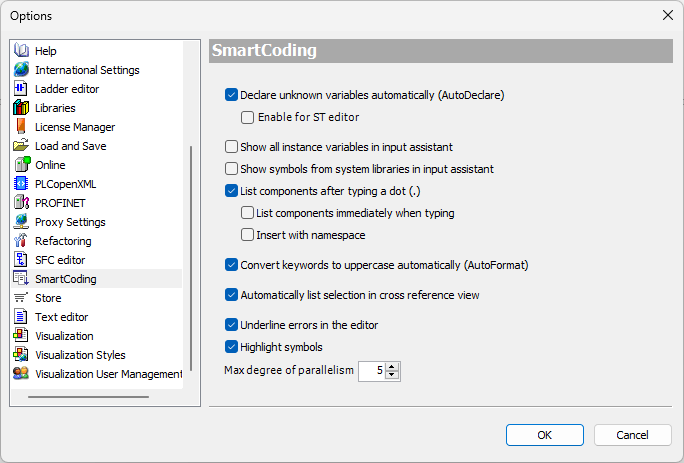 Options
Help
International Settings
Ladder editor
Libraries
License Manager
Load and Save
Online
PLCopenXML
PROFINET
Proxy Settings
Refactoring
SFC editor
SmartCoding
Store
Text editor
Visualization
Visualization Styles
Visualization User Management
SmartCoding
Declare unknown variables automatically (AutoDeclare)
Enable for ST editor
Show all instance variables in input assistant
Show symbols from system libraries in input assistant
List components after typing a dot (.)
List components immediately when typing
Insert with namespace
Convert keywords to uppercase automatically (AutoFormat)
Automatically list selection in cross reference view
Underline errors in the editor
Highlight symbols
Max degree of parallelism 5
OK Cancel